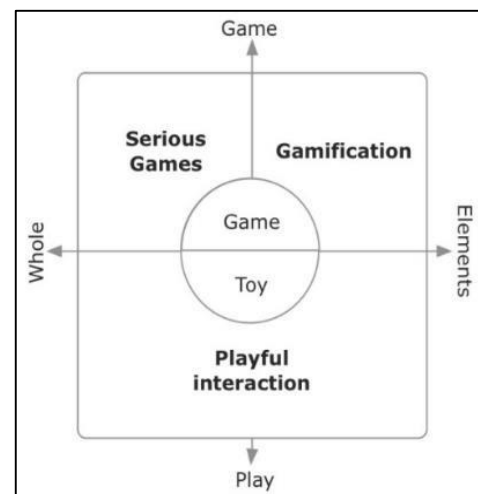 Game
Serious
Games
Gamification
Game
Whole
Elements
Toy
Playful
interaction
Play